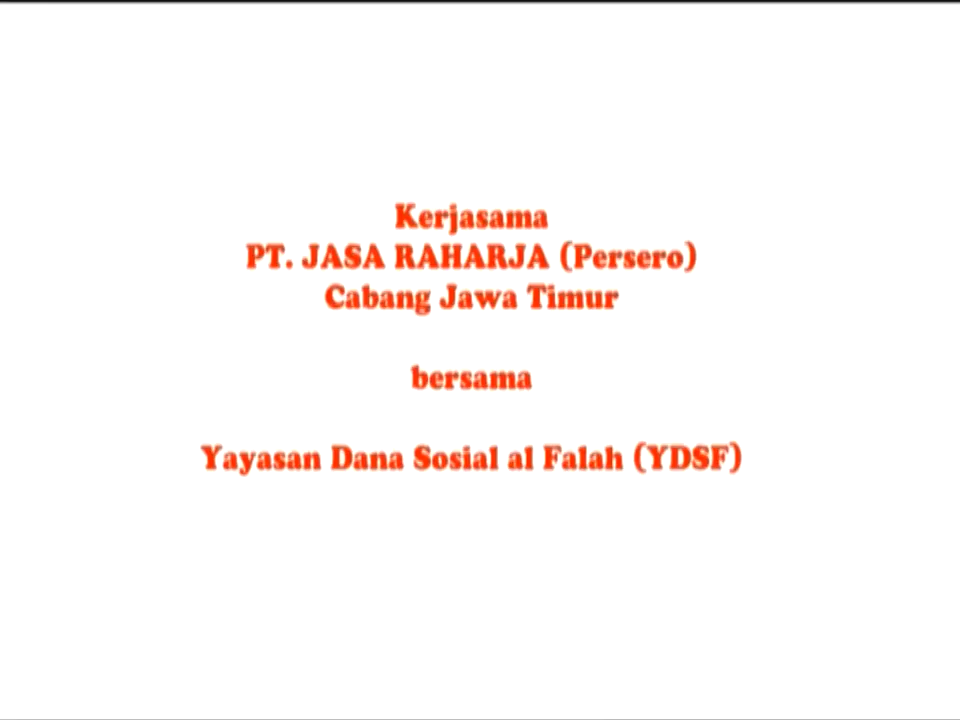 Kerjasama
PT. JASA RAHARJA (Persero)
Cabang Jawa Timur
bersama
Yayasan Dana Sosial al Falah (YDSF)